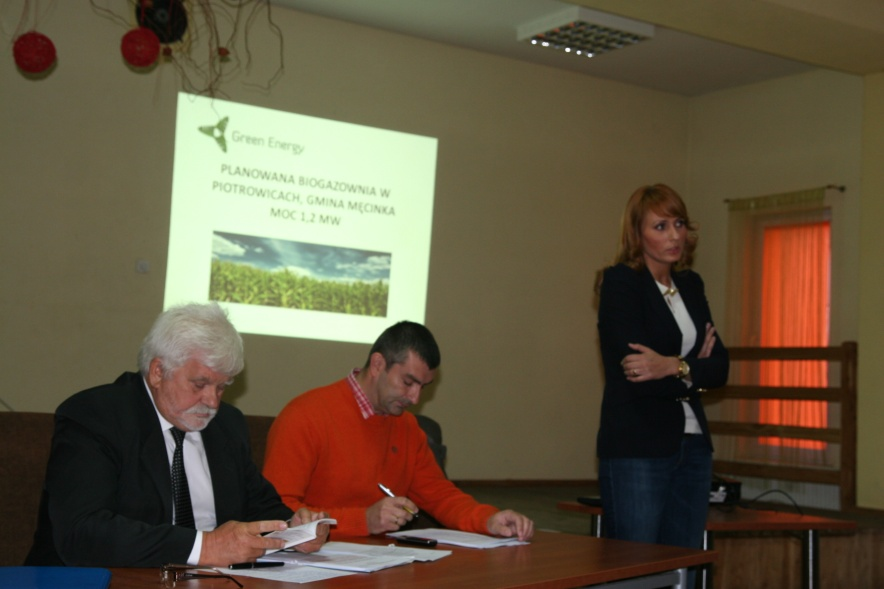 Green Energy
PLANOWANA BIOGAZOWNIA W
PIOTROWICACH, GMINA MĘCINKA
MOC 1,2 MW